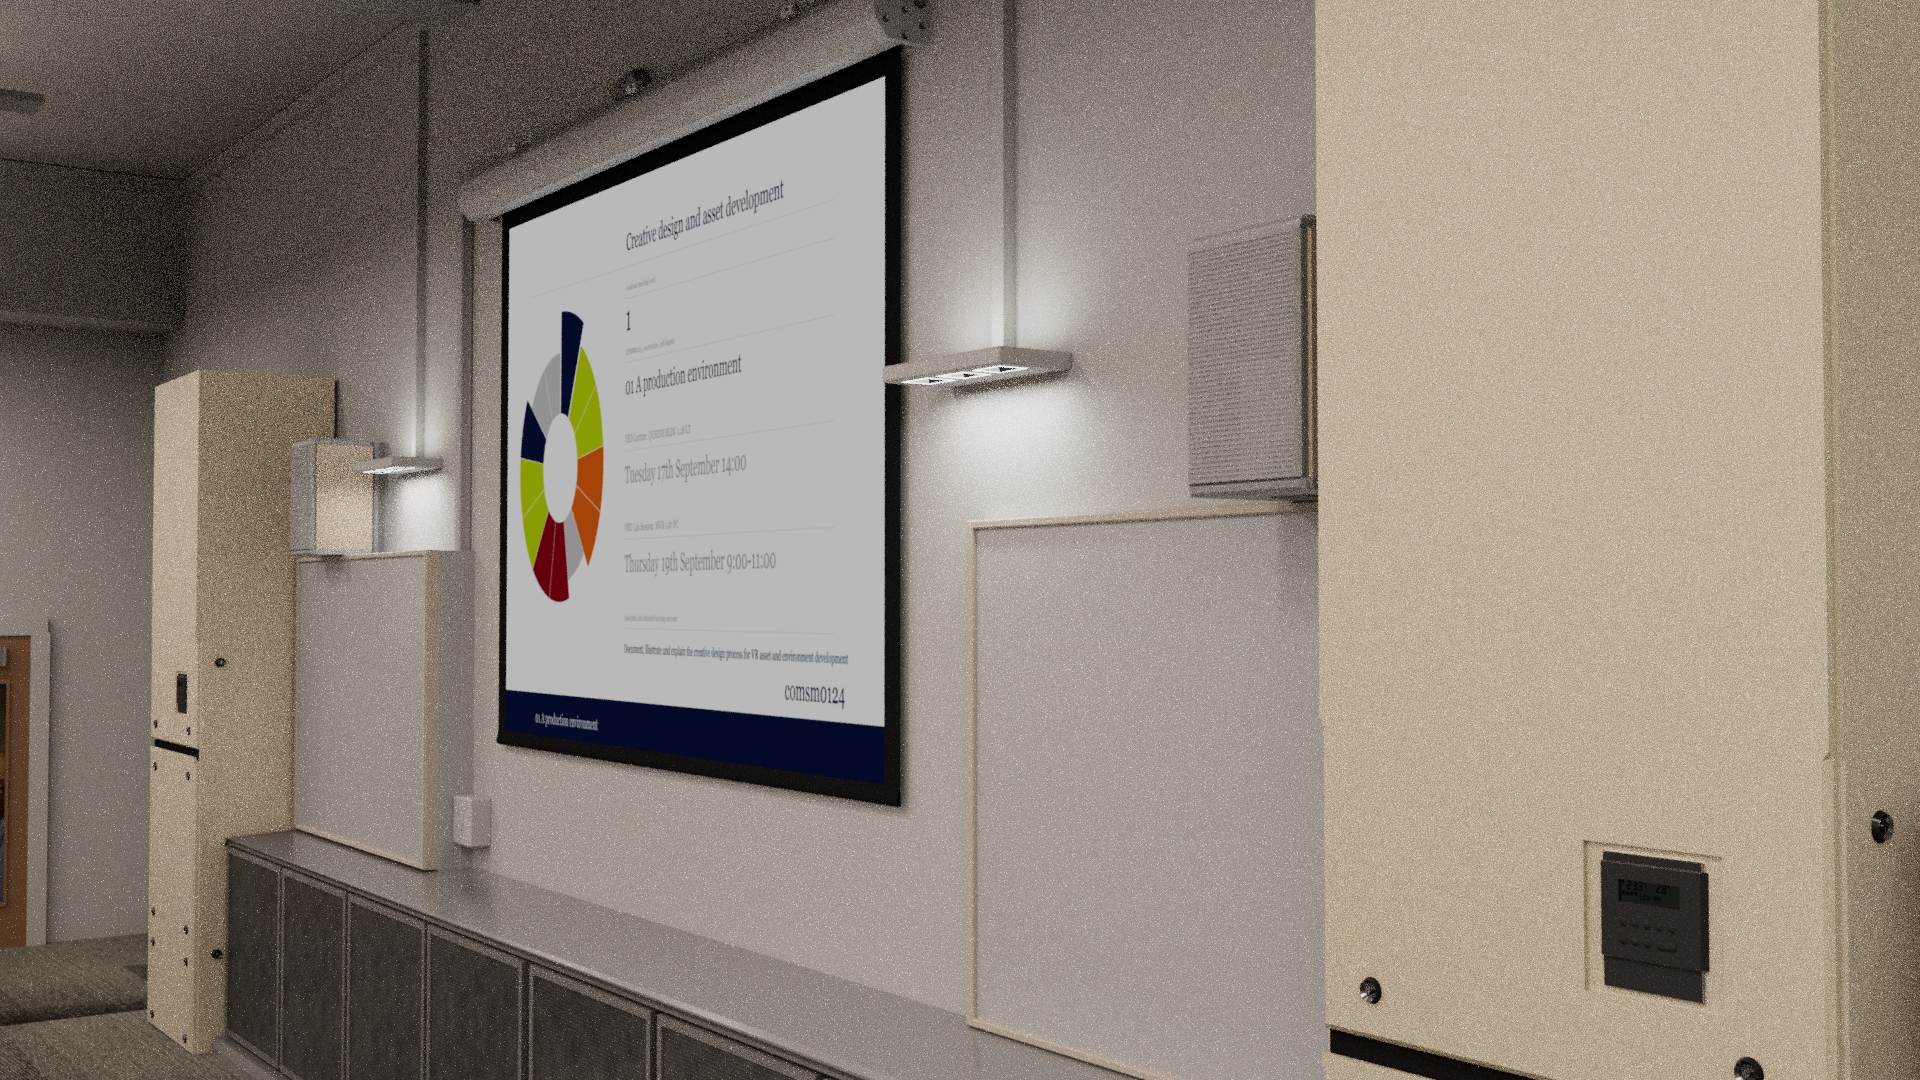 Creative design and asset development
1
01 A production environment
Tuesday 17th September 14:00
Thursday 19th September 9:00-11:00
Document, illustrate and explain the creative design process for VR asset and environment development
comsm0124
01 A production environment